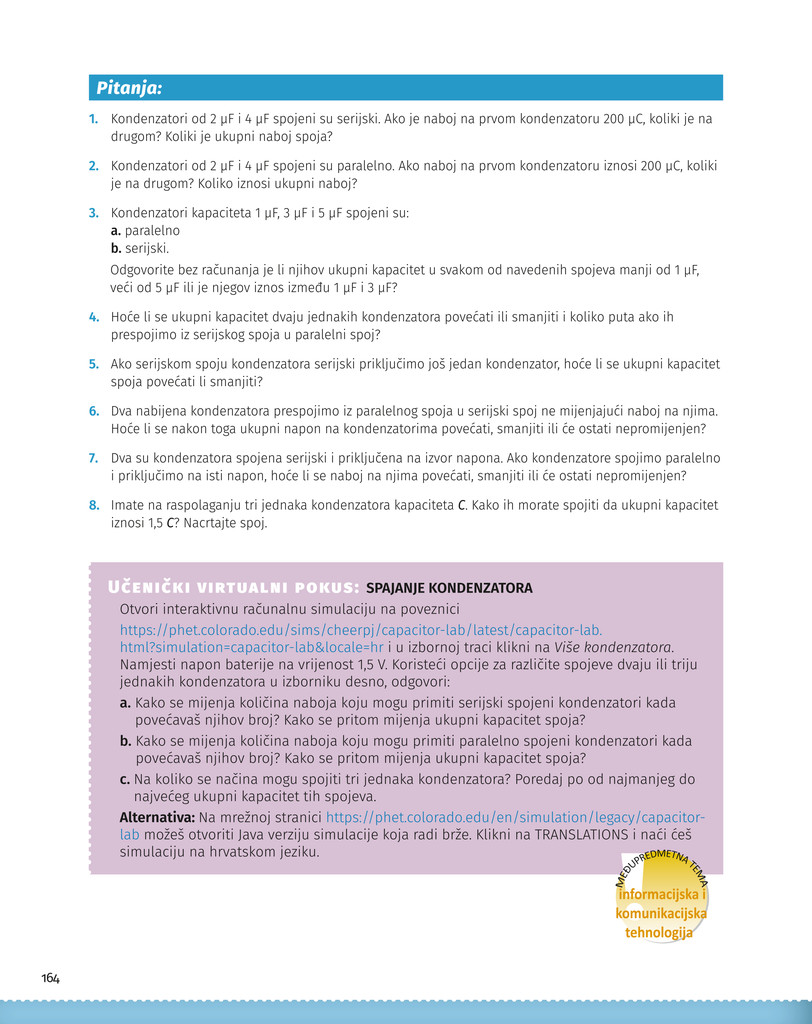 Pitanja:
1. Kondenzatori od 2 μF i 4 μF spojeni su serijski. Ako je naboj na prvom kondenzatoru 200 μC, koliki je na
drugom? Koliki je ukupni naboj spoja?
2. Kondenzatori od 2 μF i 4 μF spojeni su paralelno. Ako naboj na prvom kondenzatoru iznosi 200 μC, koliki
je na drugom? Koliko iznosi ukupni naboj?
3. Kondenzatori kapaciteta 1 μF, 3 μF i 5 μF spojeni su:
a. paralelno
b. serijski.
Odgovorite bez računanja je li njihov ukupni kapacitet u svakom od navedenih spojeva manji od 1 μF,
veći od 5 μF ili je njegov iznos između 1 μF i 3 μF?
4. Hoće li se ukupni kapacitet dvaju jednakih kondenzatora povećati ili smanjiti i koliko puta ako ih
prespojimo iz serijskog spoja u paralelni spoj?
5. Ako serijskom spoju kondenzatora serijski priključimo još jedan kondenzator, hoće li se ukupni kapacitet
spoja povećati li smanjiti?
6. Dva nabijena kondenzatora prespojimo iz paralelnog spoja u serijski spoj ne mijenjajući naboj na njima.
Hoće li se nakon toga ukupni napon na kondenzatorima povećati, smanjiti ili će ostati nepromijenjen?
7. Dva su kondenzatora spojena serijski i priključena na izvor napona. Ako kondenzatore spojimo paralelno
i priključimo na isti napon, hoće li se naboj na njima povećati, smanjiti ili će ostati nepromijenjen?
8. Imate na raspolaganju tri jednaka kondenzatora kapaciteta C. Kako ih morate spojiti da ukupni kapacitet
iznosi 1,5 C? Nacrtajte spoj.
UČENIČKI VIRTUALNI POKUS: SPAJANJE KONDENZATORA
Otvori interaktivnu računalnu simulaciju na poveznici
https://phet.colorado.edu/sims/cheerpj/capacitor-lab/latest/capacitor-lab.
html?simulation=capacitor-lab&locale=hr i u izbornoj traci klikni na Više kondenzatora.
Namjesti napon baterije na vrijenost 1,5 V. Koristeći opcije za različite spojeve dvaju ili triju
jednakih kondenzatora u izborniku desno, odgovori:
a. Kako se mijenja količina naboja koju mogu primiti serijski spojeni kondenzatori kada
povećavaš njihov broj? Kako se pritom mijenja ukupni kapacitet spoja?
b. Kako se mijenja količina naboja koju mogu primiti paralelno spojeni kondenzatori kada
povećavaš njihov broj? Kako se pritom mijenja ukupni kapacitet spoja?
c. Na koliko se načina mogu spojiti tri jednaka kondenzatora? Poredaj po od najmanjeg do
najvećeg ukupni kapacitet tih spojeva.
Alternativa: Na mrežnoj stranici https://phet.colorado.edu/en/simulation/legacy/capacitor-
lab možeš otvoriti Java verziju simulacije koja radi brže. Klikni na TRANSLATIONS i naći ćeš
simulaciju na hrvatskom jeziku.
MEĐUPREDMETNA TEMA
informacijska i
komunikacijska
tehnologija
164